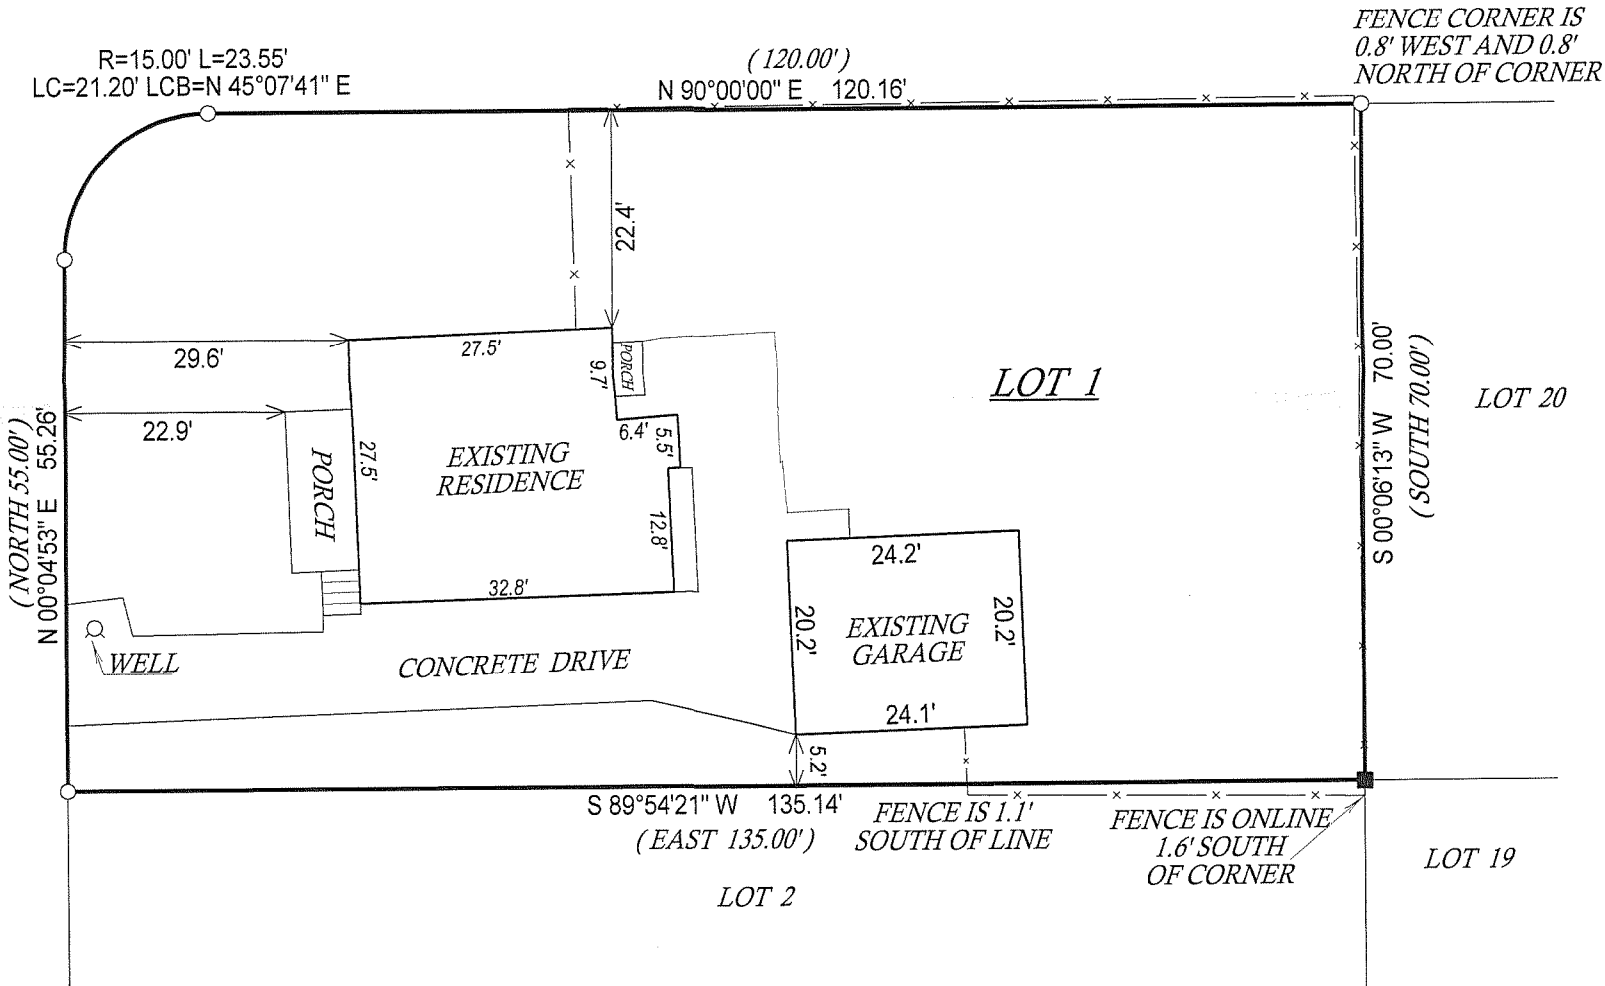 FENCE CORNER IS
0.8' WEST AND 0.8'
NORTH OF CORNER
R=15.00' L=23.55'
LC=21.20' LCB=N 45°07'41" E
( 120.00' )
N 90°00'00" E 120.16'
22.4'
29.6'
27.5'
9.7'
PORCH
LOT 1
S 00°06'13" W 70.00'
( SOUTH 70.00' )
LOT 20
22.9'
6.4'
5.5'
( NORTH 55.00' )
N 00°04'53" E 55.26'
PORCH
27.5'
EXISTING
RESIDENCE
12.8'
32.8'
24.2'
20.2'
EXISTING
GARAGE
20.2'
24.1'
WELL
CONCRETE DRIVE
5.2'
S 89°54'21" W 135.14'
( EAST 135.00' )
FENCE IS 1.1'
SOUTH OF LINE
FENCE IS ONLINE
1.6' SOUTH
OF CORNER
LOT 19
LOT 2